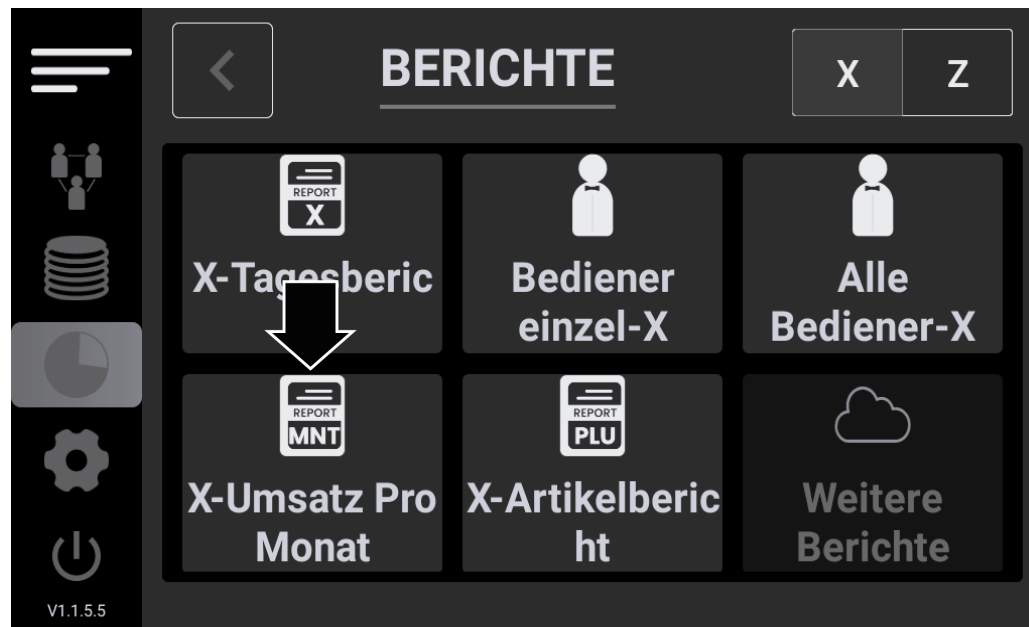 BERICHTE
X
Z
REPORT
X
X-Tagesberic
Bediener
einzel-X
Alle
Bediener-X
REPORT
MNT
X-Umsatz Pro
Monat
REPORT
PLU
X-Artikelberic
ht
Weitere
Berichte
V1.1.5.5